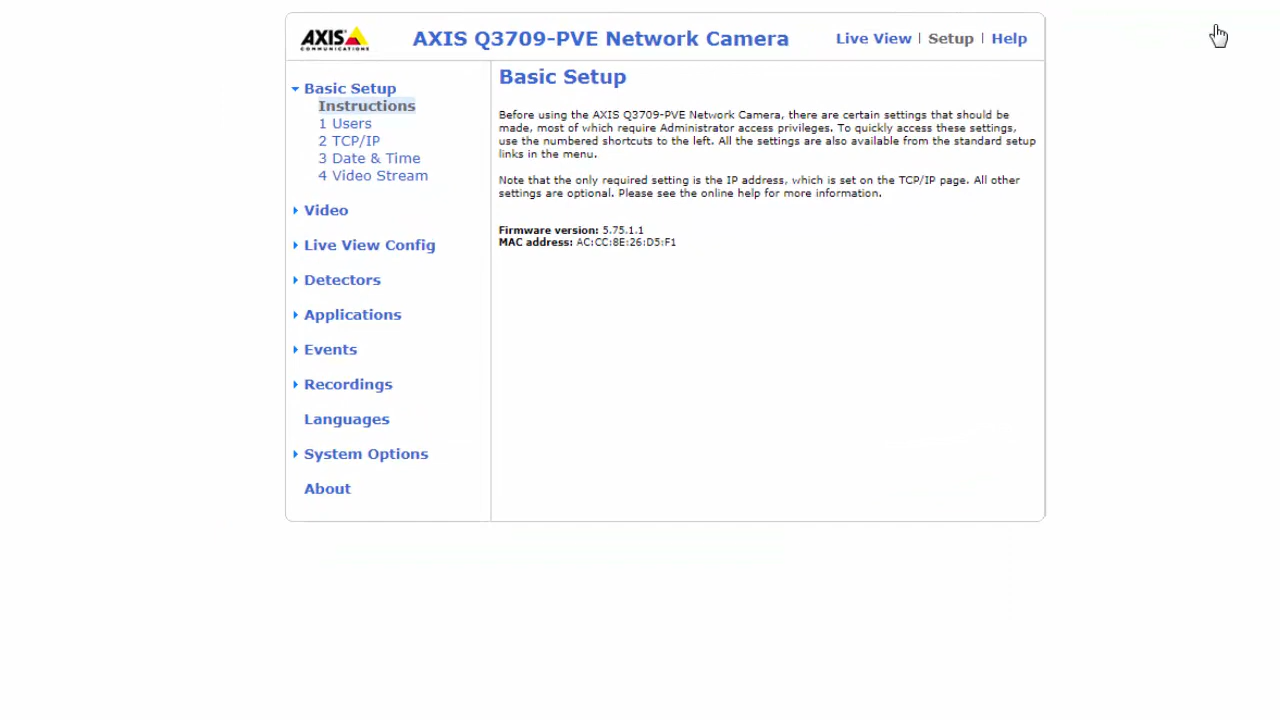 AXIS COMMUNICATIONS
AXIS Q3709-PVE Network Camera
Live View | Setup | Help
Basic Setup
Instructions
1 Users
2 TCP/IP
3 Date & Time
4 Video Stream
Video
Live View Config
Detectors
Applications
Events
Recordings
Languages
System Options
About
Basic Setup
Before using the AXIS Q3709-PVE Network Camera, there are certain settings that should be
made, most of which require Administrator access privileges. To quickly access these settings,
use the numbered shortcuts to the left. All the settings are also available from the standard setup
links in the menu.
Note that the only required setting is the IP address, which is set on the TCP/IP page. All other
settings are optional. Please see the online help for more information.
Firmware version: 5.75.1.1
MAC address: AC:CC:8E:26:D5:F1